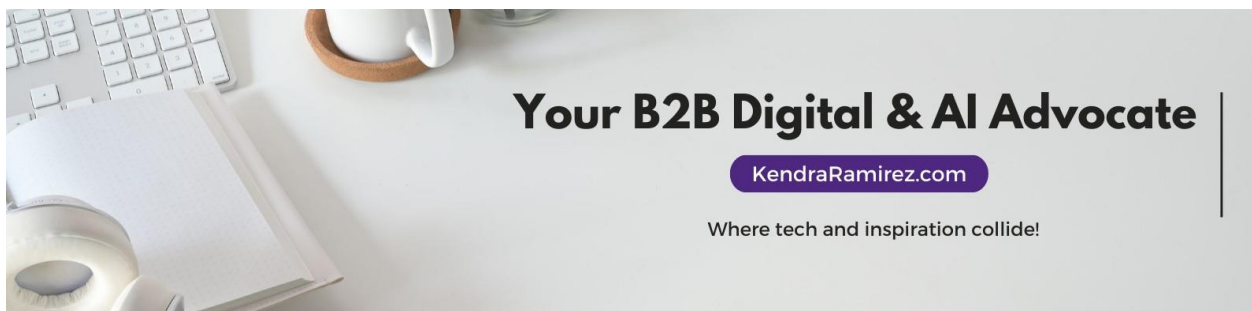 Your B2B Digital & AI Advocate
KendraRamirez.com
Where tech and inspiration collide!